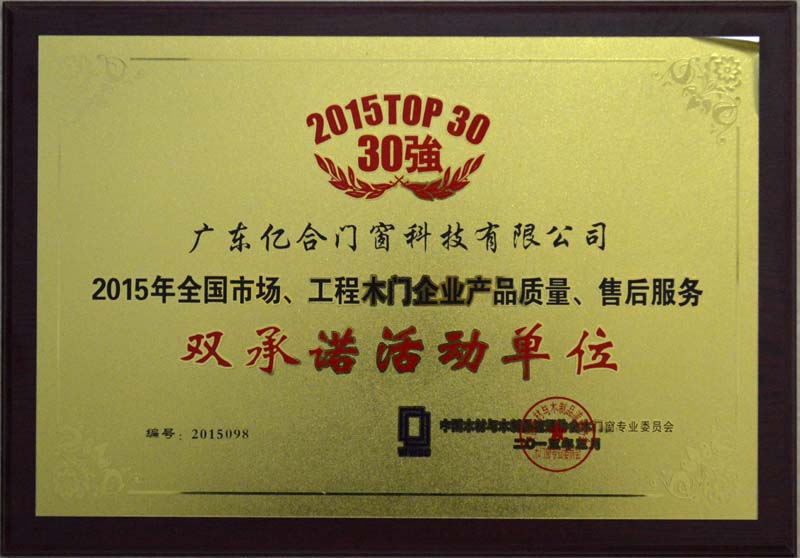 2015TOP 30
30強
广东亿合门窗科技有限公司
2015年全国市场、工程木门企业产品质量、售后服务
双承诺活动单位
编号：2015098
中国木材与木制品流通协会木门窗专业委员会
二〇一五年三月